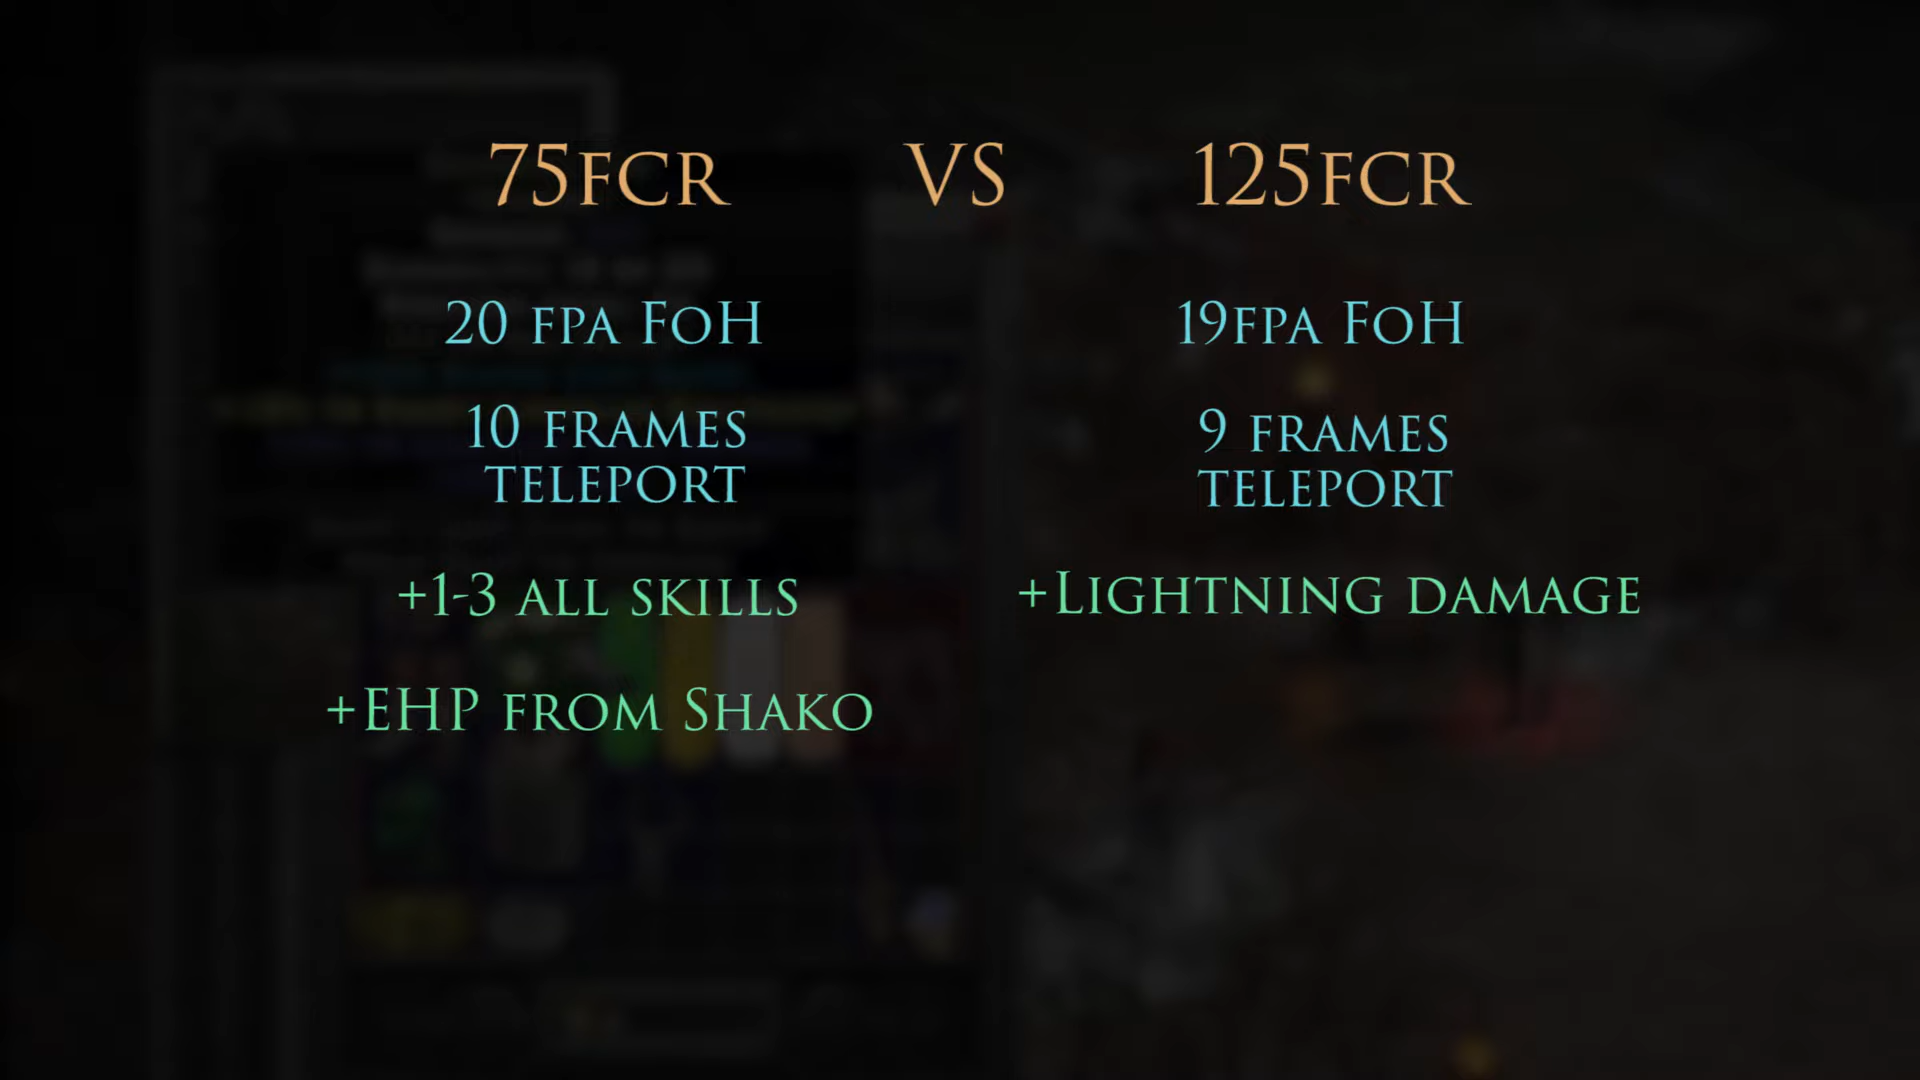 75FCR VS 125FCR
20 FPA FOH
19FPA FOH
10 FRAMES
TELEPORT
9 FRAMES
TELEPORT
+1-3 ALL SKILLS
+LIGHTNING DAMAGE
+EHP FROM SHAKO